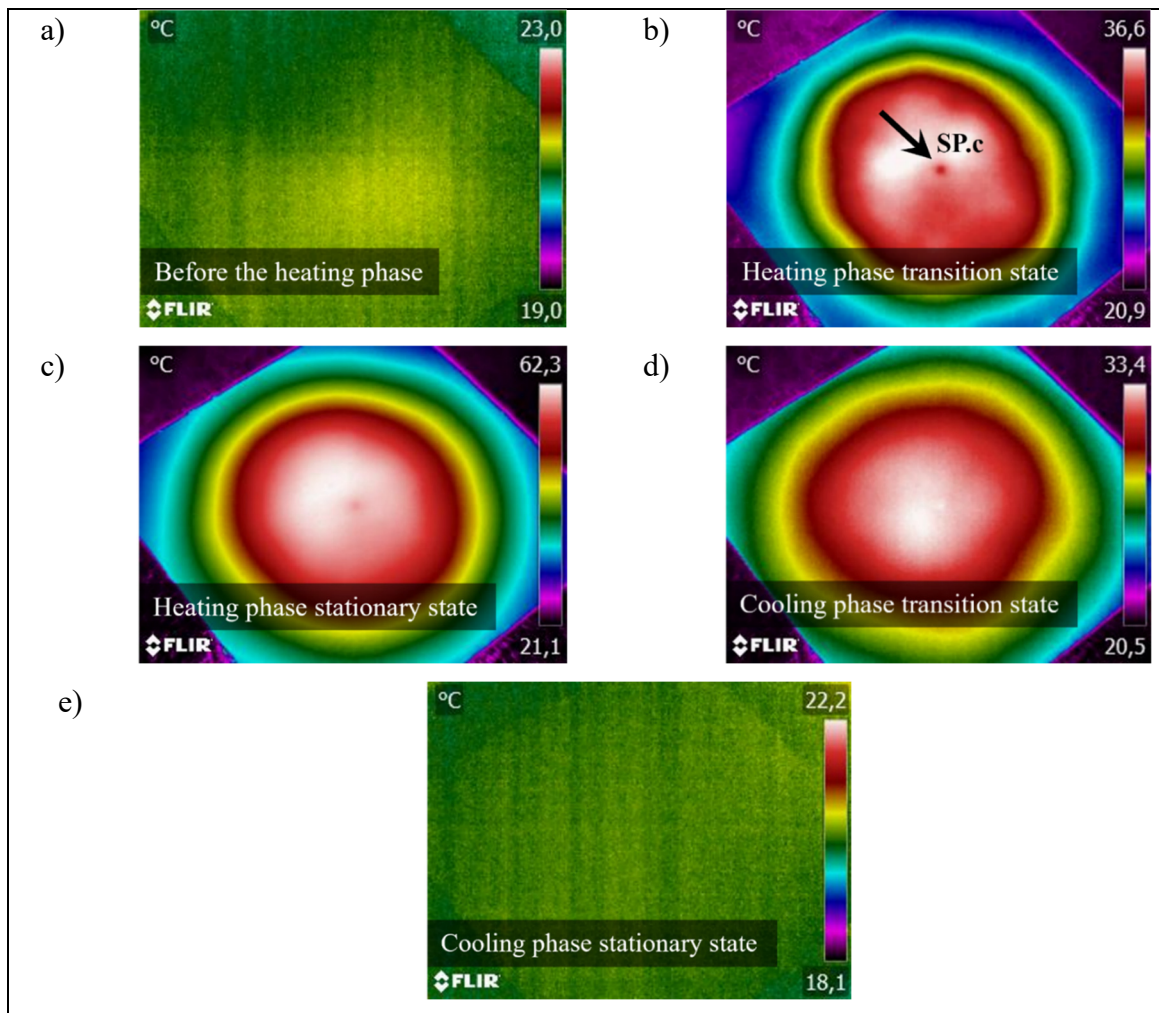 a)
°C
23,0
Before the heating phase
FLIR
19,0
b)
°C
36,6
SP.c
Heating phase transition state
FLIR
20,9
c)
°C
62,3
Heating phase stationary state
FLIR
21,1
d)
°C
33,4
Cooling phase transition state
FLIR
20,5
e)
°C
22,2
Cooling phase stationary state
FLIR
18,1